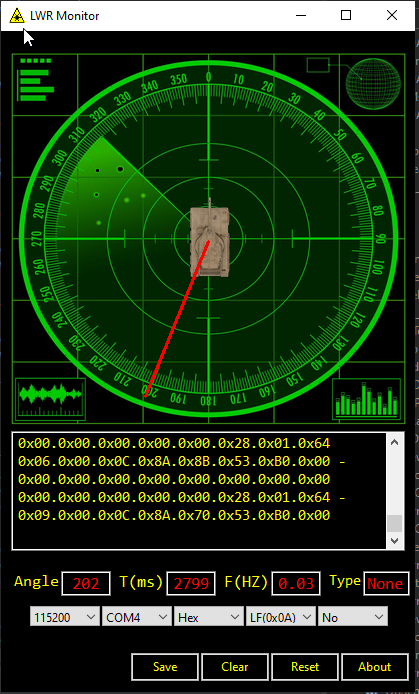 LWR Monitor
350 0 10
340 20
330 30
320 40
310 50
300 60
290 70
280 80
270 90
260 100
250 110
240 120
230 130
220 140
210 150
200 160
190 180 170
0x00.0x00.0x00.0x00.0x00.0x28.0x01.0x64
0x06.0x00.0x0C.0x8A.0x8B.0x53.0xB0.0x00 -
0x00.0x00.0x00.0x00.0x00.0x00.0x00.0x00
0x00.0x00.0x00.0x00.0x00.0x28.0x01.0x64 -
0x09.0x00.0x0C.0x8A.0x70.0x53.0xB0.0x00
Angle 202 T(ms) 2799 F(HZ) 0.03 Type None
115200 COM4 Hex LF(0x0A) No
Save Clear Reset About